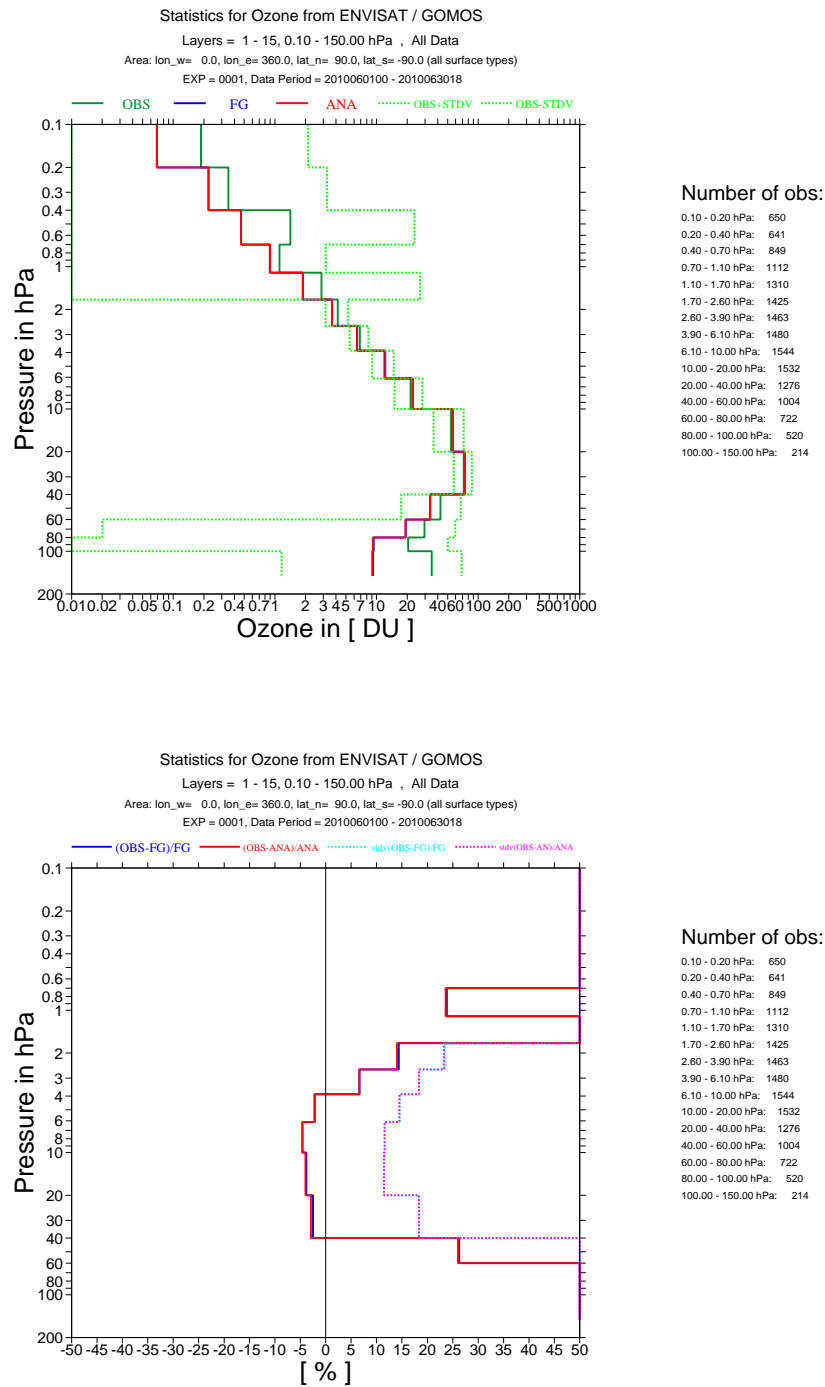 Statistics for Ozone from ENVISAT / GOMOS
Layers = 1 - 15, 0.10 - 150.00 hPa , All Data
Area: lon_w= 0.0, lon_e= 360.0, lat_n= 90.0, lat_s= -90.0 (all surface types)
EXP = 0001, Data Period = 2010060100 - 2010063018
OBS FG ANA OBS+STDV OBS-STDV
0.1
0.2
0.3
0.4
0.6
0.8
1
2
3
4
6
8
10
20
30
40
60
80
100
200
Pressure in hPa
0.01 0.02 0.05 0.1 0.2 0.4 0.71 2 3 45 710 20 4060 100 200 5001000
Ozone in [ DU ]
Number of obs:
0.10 - 0.20 hPa: 650
0.20 - 0.40 hPa: 641
0.40 - 0.70 hPa: 849
0.70 - 1.10 hPa: 1112
1.10 - 1.70 hPa: 1310
1.70 - 2.60 hPa: 1425
2.60 - 3.90 hPa: 1463
3.90 - 6.10 hPa: 1480
6.10 - 10.00 hPa: 1544
10.00 - 20.00 hPa: 1532
20.00 - 40.00 hPa: 1276
40.00 - 60.00 hPa: 1004
60.00 - 80.00 hPa: 722
80.00 - 100.00 hPa: 520
100.00 - 150.00 hPa: 214
Statistics for Ozone from ENVISAT / GOMOS
Layers = 1 - 15, 0.10 - 150.00 hPa , All Data
Area: lon_w= 0.0, lon_e= 360.0, lat_n= 90.0, lat_s= -90.0 (all surface types)
EXP = 0001, Data Period = 2010060100 - 2010063018
(OBS-FG)/FG (OBS-ANA)/ANA stdv(OBS-FG)/FG stdv(OBS-AN)/ANA
0.1
0.2
0.3
0.4
0.6
0.8
1
2
3
4
6
8
10
20
30
40
60
80
100
200
Pressure in hPa
-50 -45 -40 -35 -30 -25 -20 -15 -10 -5 0 5 10 15 20 25 30 35 40 45 50
[ % ]
Number of obs:
0.10 - 0.20 hPa: 650
0.20 - 0.40 hPa: 641
0.40 - 0.70 hPa: 849
0.70 - 1.10 hPa: 1112
1.10 - 1.70 hPa: 1310
1.70 - 2.60 hPa: 1425
2.60 - 3.90 hPa: 1463
3.90 - 6.10 hPa: 1480
6.10 - 10.00 hPa: 1544
10.00 - 20.00 hPa: 1532
20.00 - 40.00 hPa: 1276
40.00 - 60.00 hPa: 1004
60.00 - 80.00 hPa: 722
80.00 - 100.00 hPa: 520
100.00 - 150.00 hPa: 214